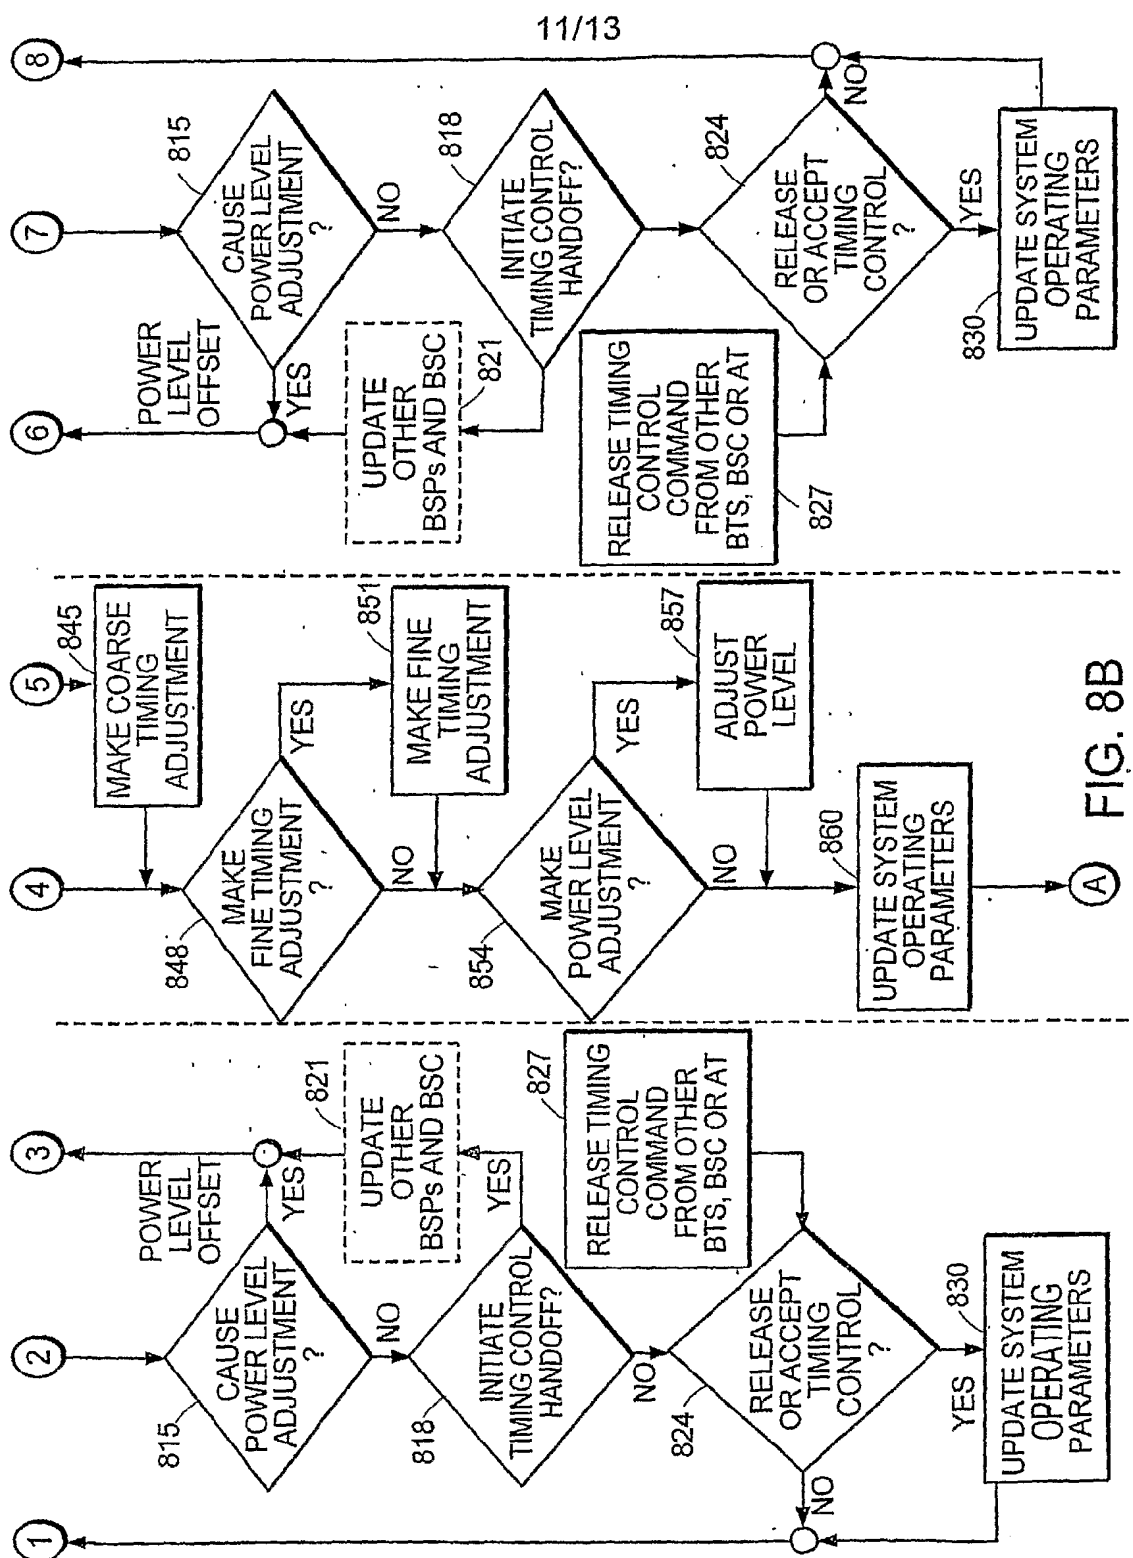 11/13
1
2
3
815
CAUSE
POWER LEVEL
ADJUSTMENT
?
YES
POWER
LEVEL
OFFSET
NO
821
UPDATE
OTHER
BSPs AND BSC
818
INITIATE
TIMING CONTROL
HANDOFF?
YES
NO
827
RELEASE TIMING
CONTROL
COMMAND
FROM OTHER
BTS, BSC OR AT
824
RELEASE
OR ACCEPT
TIMING
CONTROL
?
NO
YES
830
UPDATE SYSTEM
OPERATING
PARAMETERS
4
5
845
MAKE COARSE
TIMING
ADJUSTMENT
848
MAKE
FINE TIMING
ADJUSTMENT
?
YES
NO
851
MAKE FINE
TIMING
ADJUSTMENT
854
MAKE
POWER LEVEL
ADJUSTMENT
?
YES
NO
857
ADJUST
POWER
LEVEL
860
UPDATE SYSTEM
OPERATING
PARAMETERS
A
6
7
8
POWER
LEVEL
OFFSET
YES
815
CAUSE
POWER LEVEL
ADJUSTMENT
?
NO
UPDATE
OTHER
BSPs AND BSC
821
818
INITIATE
TIMING CONTROL
HANDOFF?
RELEASE TIMING
CONTROL
COMMAND
FROM OTHER
BTS, BSC OR AT
827
824
RELEASE
OR ACCEPT
TIMING
CONTROL
?
NO
YES
830
UPDATE SYSTEM
OPERATING
PARAMETERS
FIG. 8B